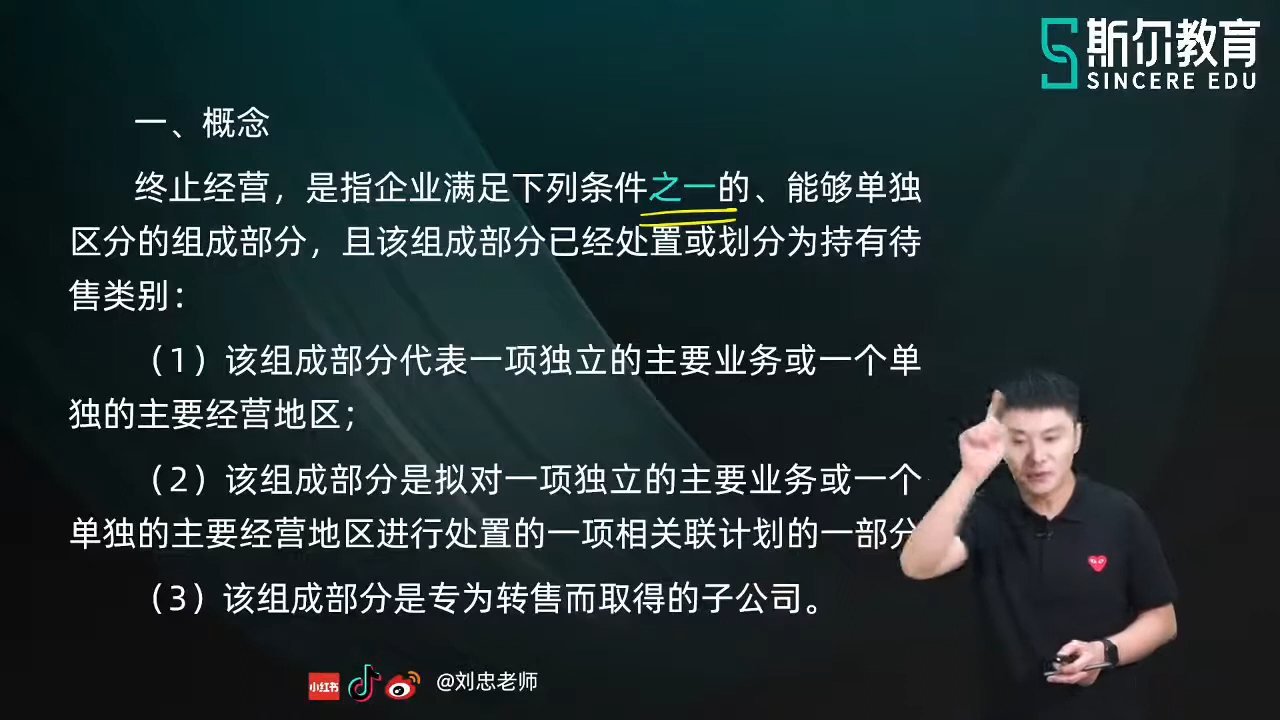 斯尔教育
SINCERE EDU
一、概念
终止经营，是指企业满足下列条件之一的、能够单独
区分的组成部分，且该组成部分已经处置或划分为持有待
售类别：
（1）该组成部分代表一项独立的主要业务或一个单
独的主要经营地区；
（2）该组成部分是拟对一项独立的主要业务或一个
单独的主要经营地区进行处置的一项相关联计划的一部分
（3）该组成部分是专为转售而取得的子公司。
小红书
@刘忠老师